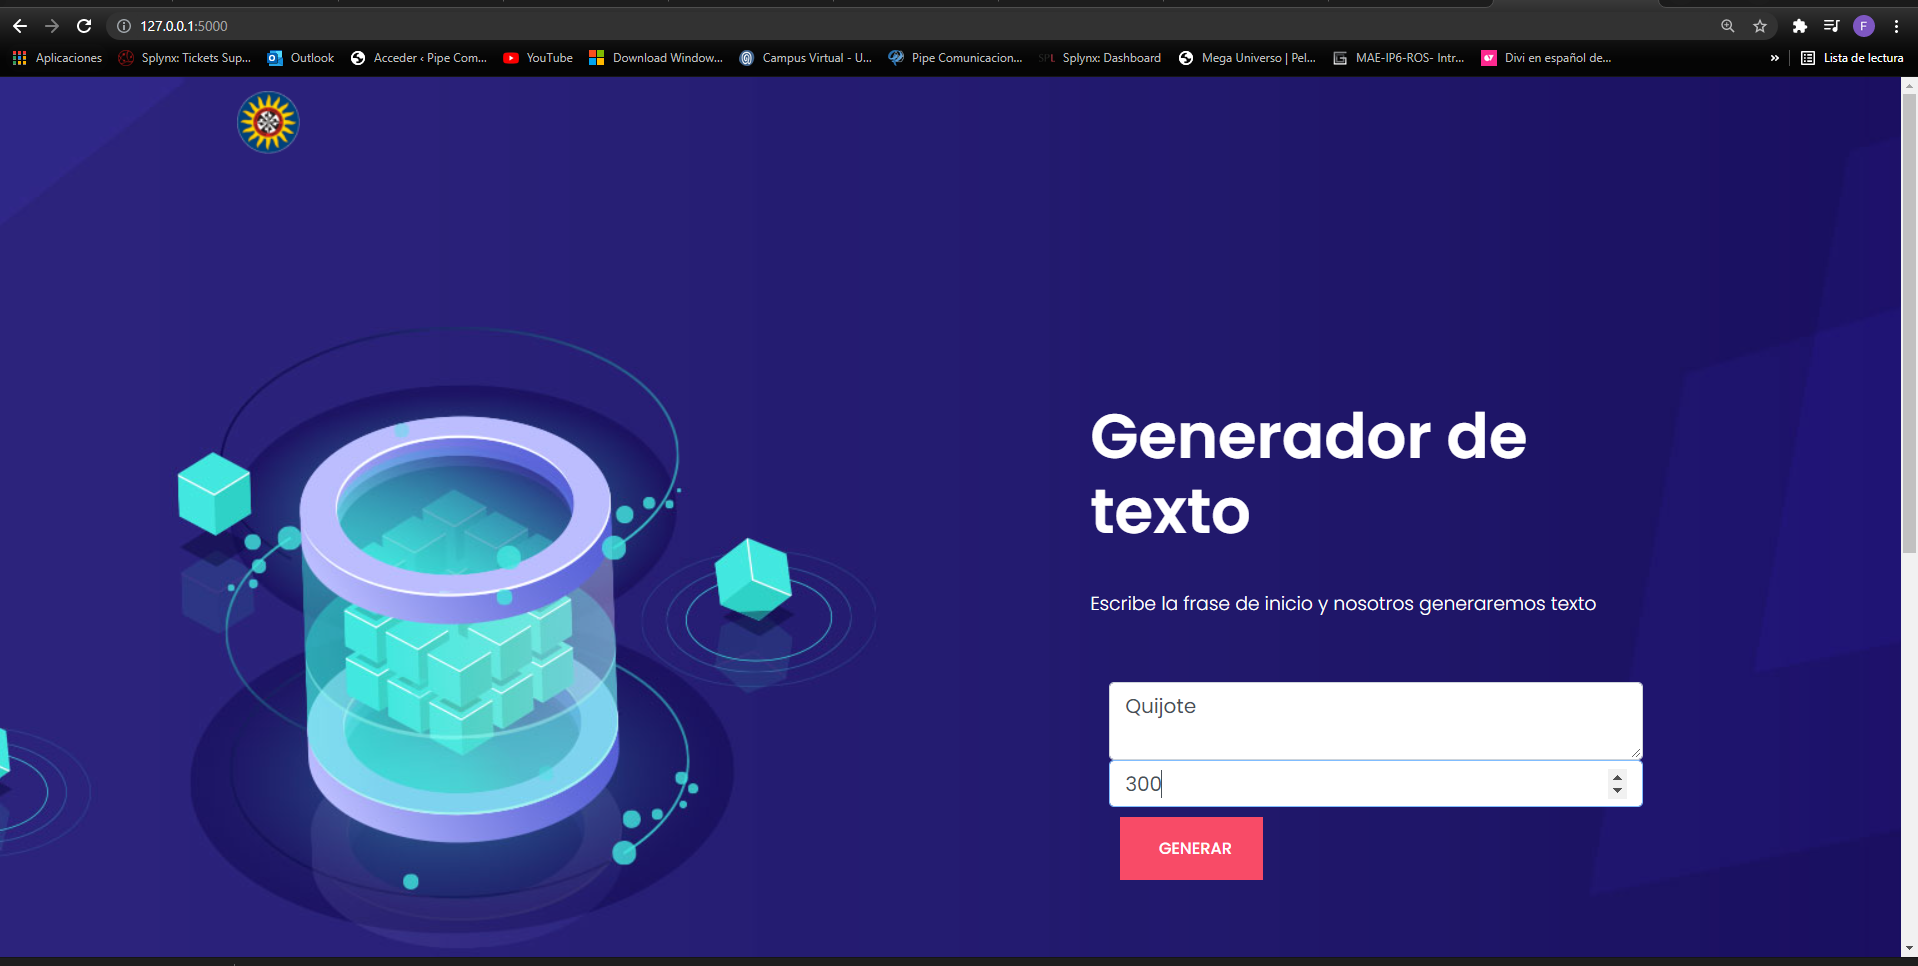 127.0.0.1:5000
F
Aplicaciones
Splynx: Tickets Sup...
Outlook
Acceder ‹ Pipe Com...
YouTube
Download Window...
Campus Virtual - U...
Pipe Comunicacion...
SPL
Splynx: Dashboard
Mega Universo | Pel...
MAE-IP6-ROS- Intr...
Divi en español de...
»
Lista de lectura
Generador de
texto
Escribe la frase de inicio y nosotros generaremos texto
Quijote
300
GENERAR